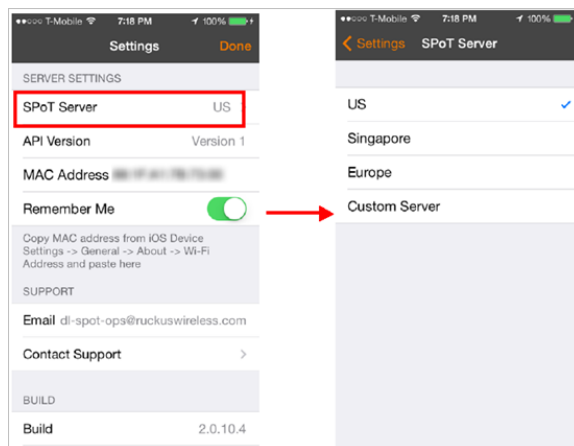 T-Mobile 7:18 PM 100%
Settings Done
SERVER SETTINGS
SPoT Server US
API Version Version 1
MAC Address
Remember Me
Copy MAC address from iOS Device
Settings -> General -> About -> Wi-Fi
Address and paste here
SUPPORT
Email dl-spot-ops@ruckuswireless.com
Contact Support
BUILD
Build 2.0.10.4
T-Mobile 7:18 PM 100%
Settings SPoT Server
US
Singapore
Europe
Custom Server